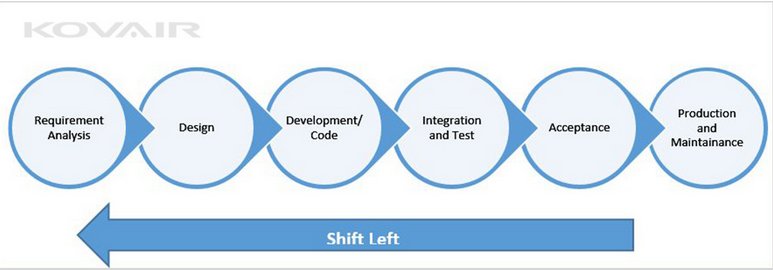 KOVAIR
Requirement
Analysis
Design
Development/
Code
Integration
and Test
Acceptance
Production
and
Maintainance
Shift Left